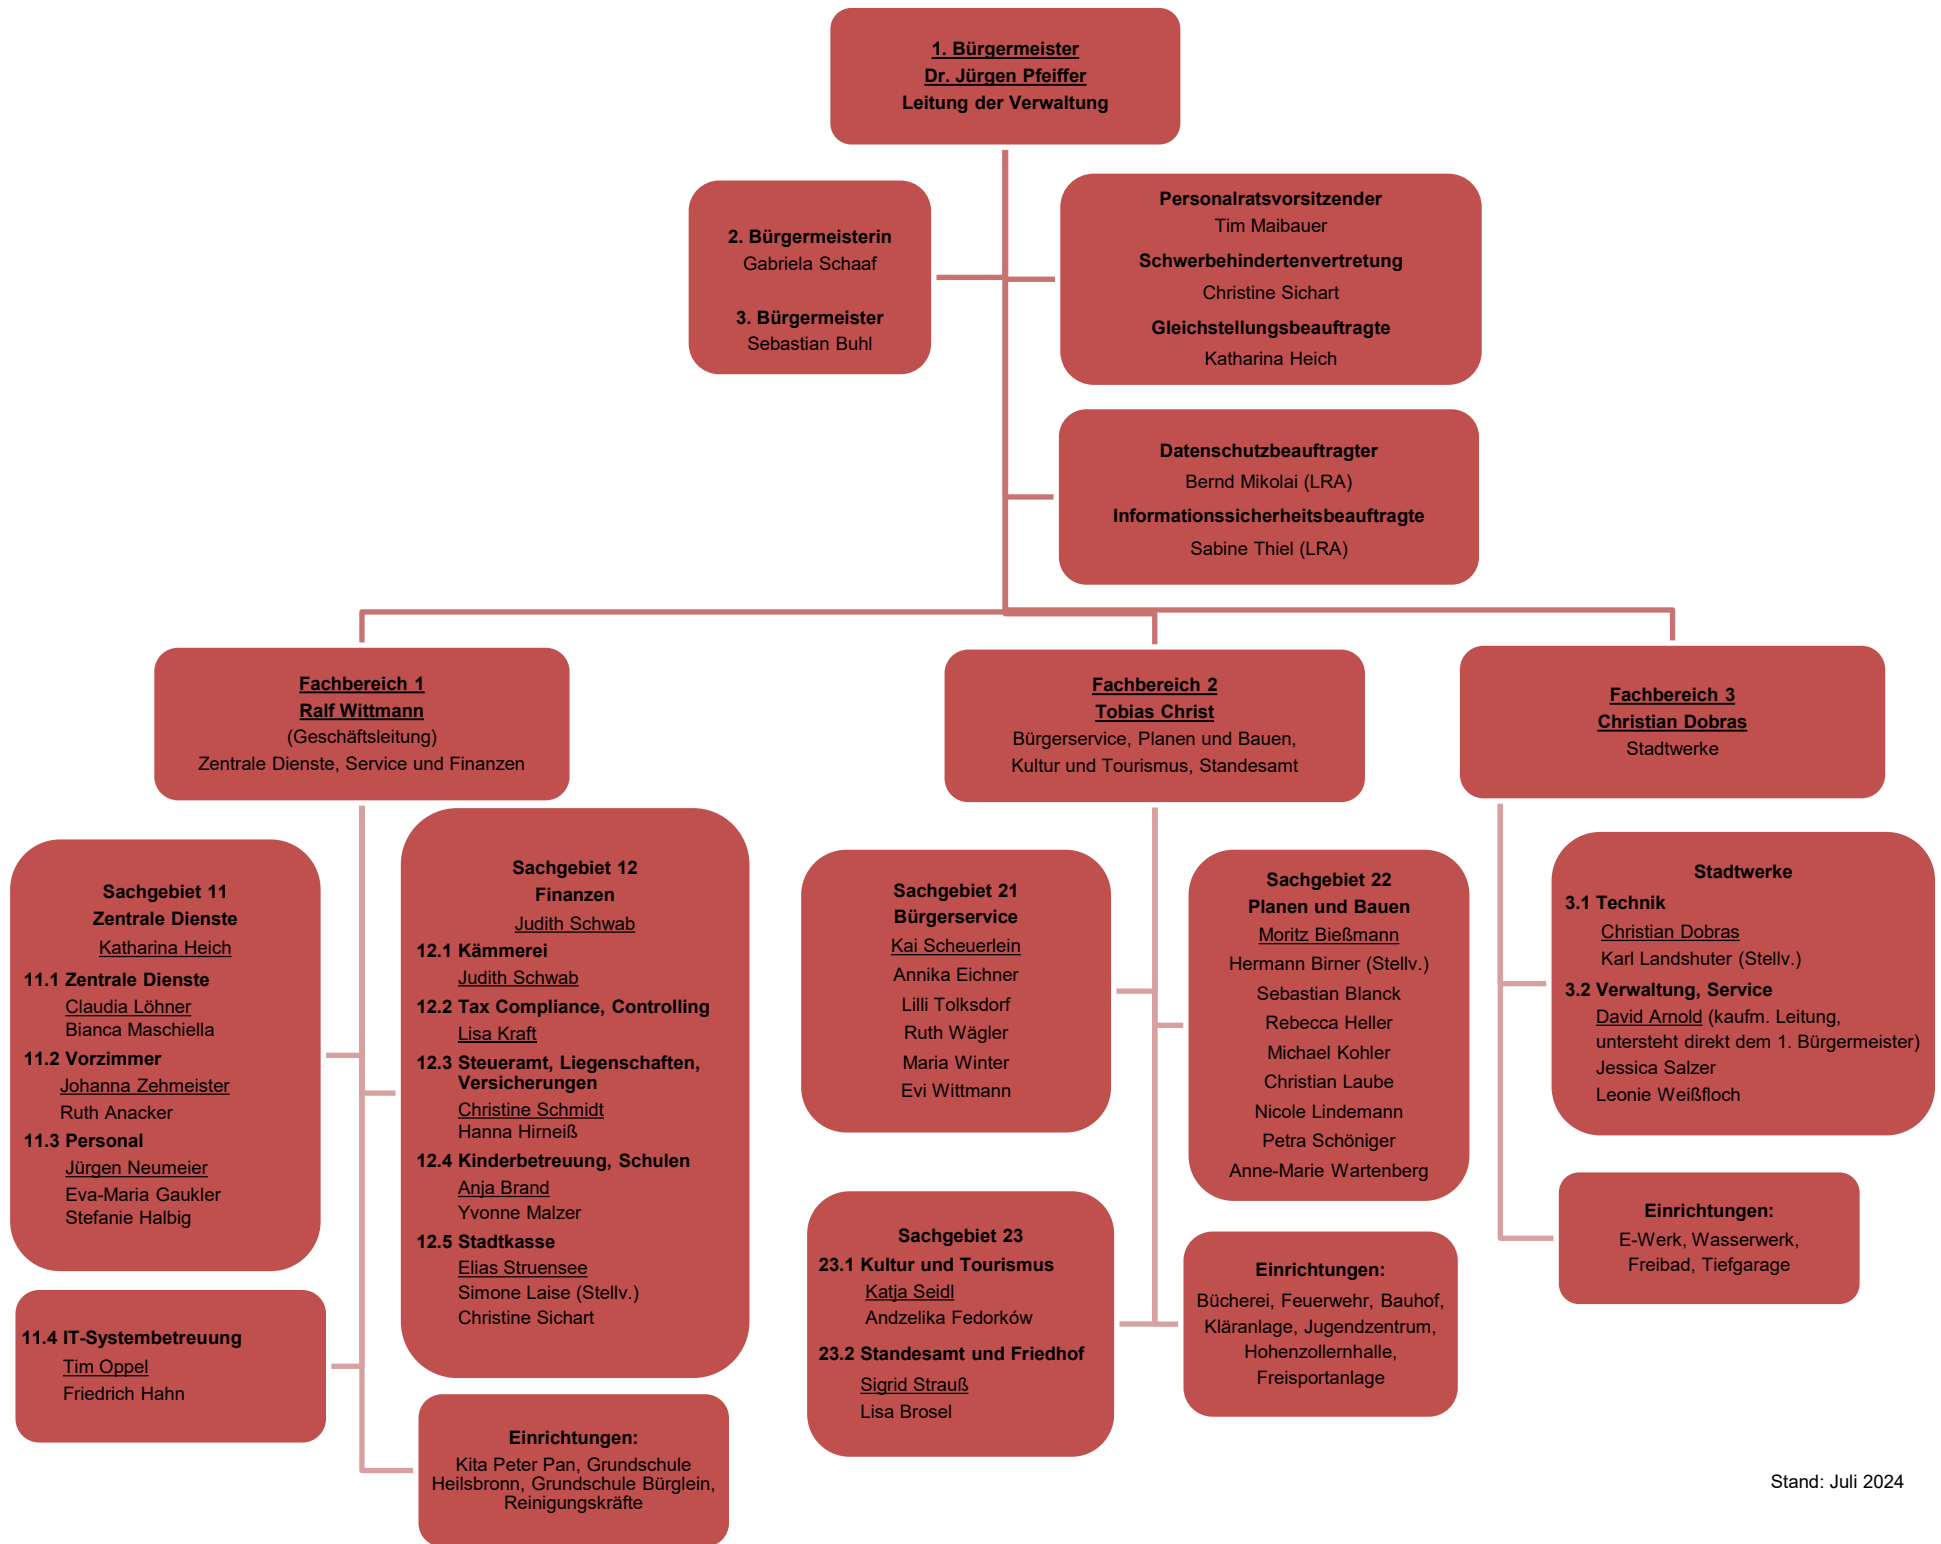 1. Bürgermeister
Dr. Jürgen Pfeiffer
Leitung der Verwaltung
2. Bürgermeisterin
Gabriela Schaaf
3. Bürgermeister
Sebastian Buhl
Personalratsvorsitzender
Tim Maibauer
Schwerbehindertenvertretung
Christine Sichart
Gleichstellungsbeauftragte
Katharina Heich
Datenschutzbeauftragter
Bernd Mikolai (LRA)
Informationssicherheitsbeauftragte
Sabine Thiel (LRA)
Fachbereich 1
Ralf Wittmann
(Geschäftsleitung)
Zentrale Dienste, Service und Finanzen
Fachbereich 2
Tobias Christ
Bürgerservice, Planen und Bauen,
Kultur und Tourismus, Standesamt
Fachbereich 3
Christian Dobras
Stadtwerke
Sachgebiet 11
Zentrale Dienste
Katharina Heich
11.1 Zentrale Dienste
Claudia Löhner
Bianca Maschiella
11.2 Vorzimmer
Johanna Zehmeister
Ruth Anacker
11.3 Personal
Jürgen Neumeier
Eva-Maria Gaukler
Stefanie Halbig
11.4 IT-Systembetreuung
Tim Oppel
Friedrich Hahn
Sachgebiet 12
Finanzen
Judith Schwab
12.1 Kämmerei
Judith Schwab
12.2 Tax Compliance, Controlling
Lisa Kraft
12.3 Steueramt, Liegenschaften,
Versicherungen
Christine Schmidt
Hanna Hirneiß
12.4 Kinderbetreuung, Schulen
Anja Brand
Yvonne Malzer
12.5 Stadtkasse
Elias Struensee
Simone Laise (Stellv.)
Christine Sichart
Einrichtungen:
Kita Peter Pan, Grundschule
Heilsbronn, Grundschule Bürglein,
Reinigungskräfte
Sachgebiet 21
Bürgerservice
Kai Scheuerlein
Annika Eichner
Lilli Tolksdorf
Ruth Wägler
Maria Winter
Evi Wittmann
Sachgebiet 22
Planen und Bauen
Moritz Bießmann
Hermann Birner (Stellv.)
Sebastian Blanck
Rebecca Heller
Michael Kohler
Christian Laube
Nicole Lindemann
Petra Schöniger
Anne-Marie Wartenberg
Sachgebiet 23
23.1 Kultur und Tourismus
Katja Seidl
Andzelika Fedorków
23.2 Standesamt und Friedhof
Sigrid Strauß
Lisa Brosel
Einrichtungen:
Bücherei, Feuerwehr, Bauhof,
Kläranlage, Jugendzentrum,
Hohenzollernhalle,
Freisportanlage
Stadtwerke
3.1 Technik
Christian Dobras
Karl Landshuter (Stellv.)
3.2 Verwaltung, Service
David Arnold (kaufm. Leitung,
untersteht direkt dem 1. Bürgermeister)
Jessica Salzer
Leonie Weißfloch
Einrichtungen:
E-Werk, Wasserwerk,
Freibad, Tiefgarage
Stand: Juli 2024